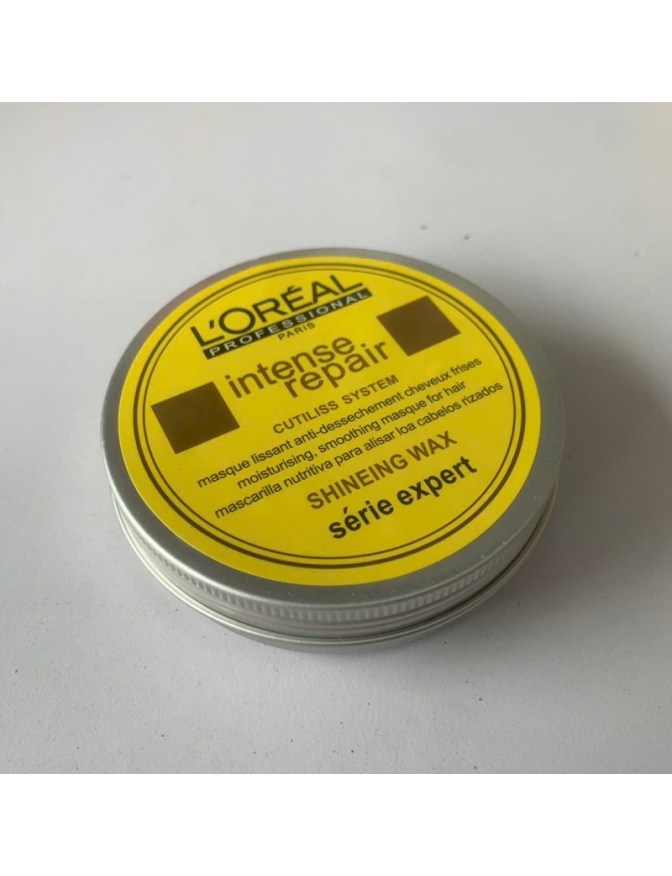 L'ORÉAL
PROFESSIONAL
PARIS
intense
repair
CUTILISS SYSTEM
masque lissant anti-dessechement cheveux frises
moisturising, smoothing masque for hair
mascarilla nutritiva para alisar loa cabelos rizados
SHINEING WAX
série expert